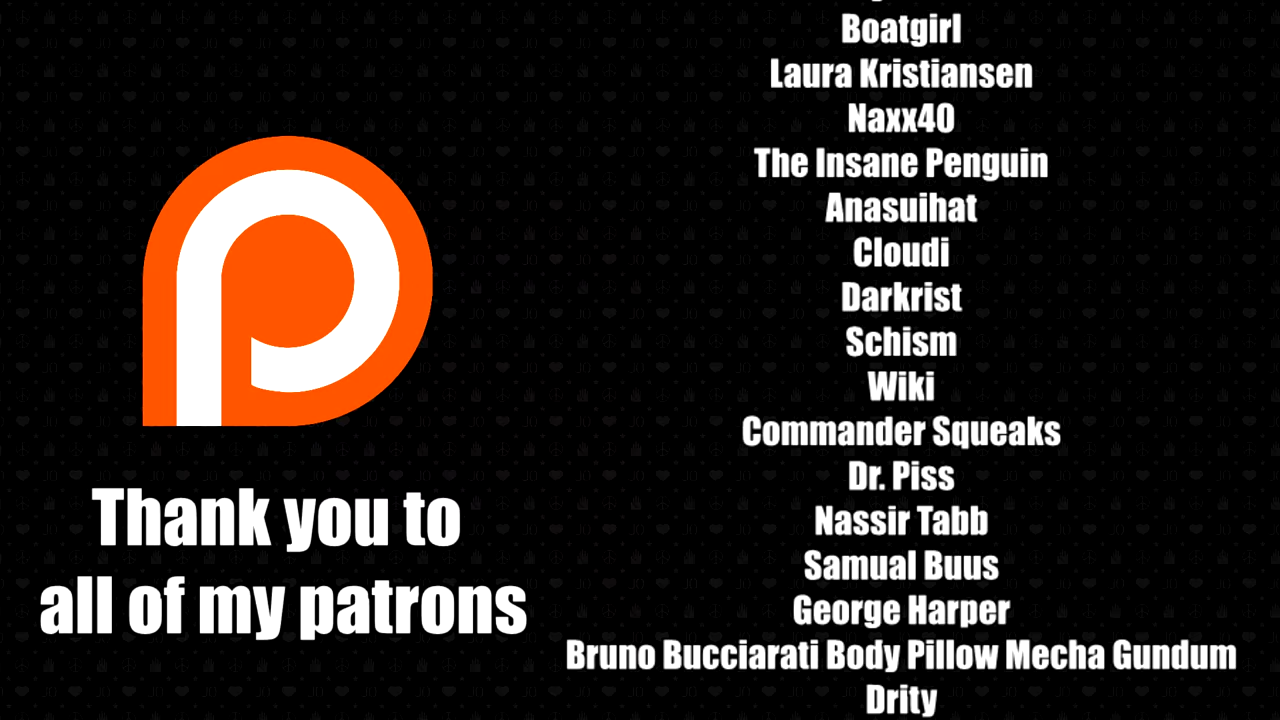 Boatgirl
Laura Kristiansen
Naxx40
The Insane Penguin
Anasuihat
Cloudi
Darkrist
Schism
Wiki
Commander Squeaks
Dr. Piss
Nassir Tabb
Samual Buus
George Harper
Bruno Bucciarati Body Pillow Mecha Gundum
Drity
Thank you to
all of my patrons